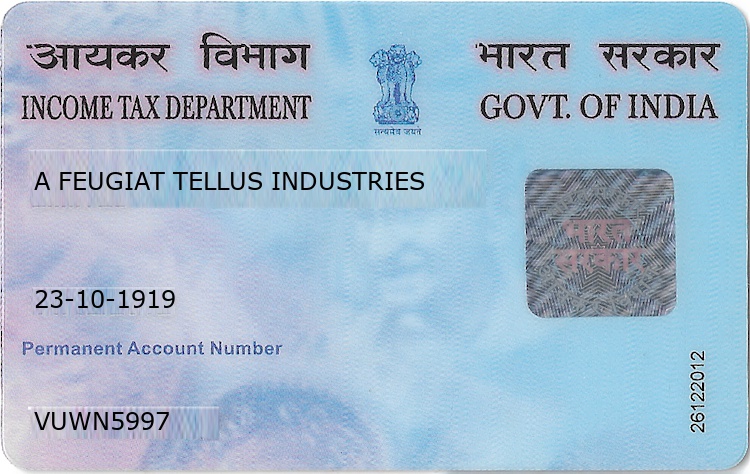 आयकर विभाग भारत सरकार
INCOME TAX DEPARTMENT GOVT. OF INDIA
सत्यमेव जयते
A FEUGIAT TELLUS INDUSTRIES
भारत
सरकार
23-10-1919
Permanent Account Number
VUWN5997
26122012